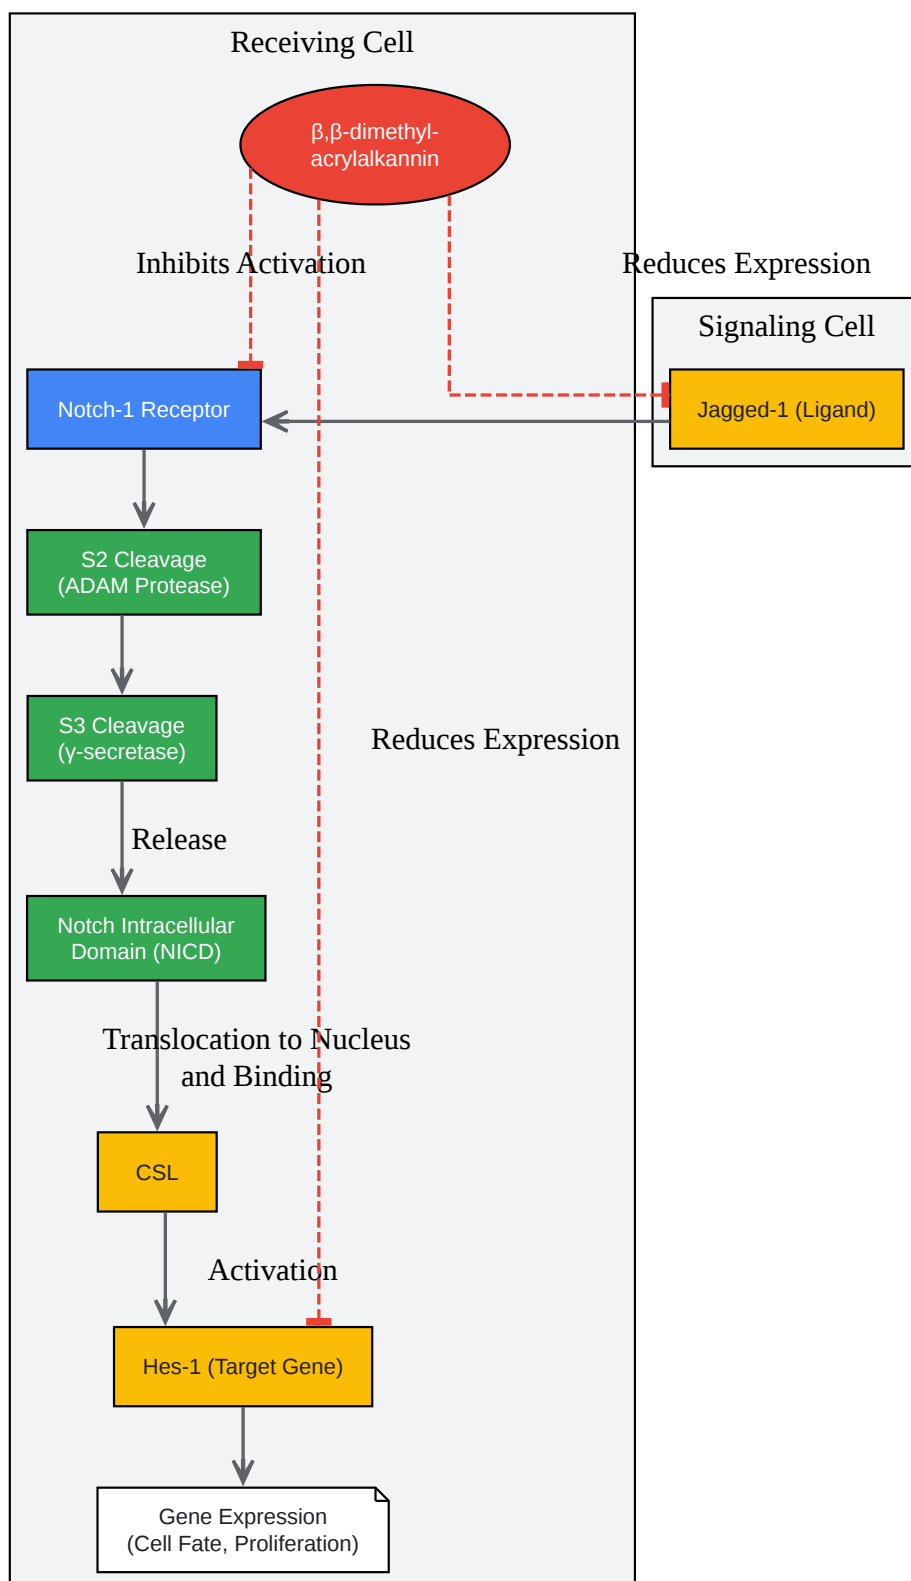 Receiving Cell
β,β-dimethyl-
acrylalkannin
Inhibits Activation
Reduces Expression
Signaling Cell
Notch-1 Receptor
Jagged-1 (Ligand)
S2 Cleavage
(ADAM Protease)
S3 Cleavage
(γ-secretase)
Reduces Expression
Release
Notch Intracellular
Domain (NICD)
Translocation to Nucleus
and Binding
CSL
Activation
Hes-1 (Target Gene)
Gene Expression
(Cell Fate, Proliferation)